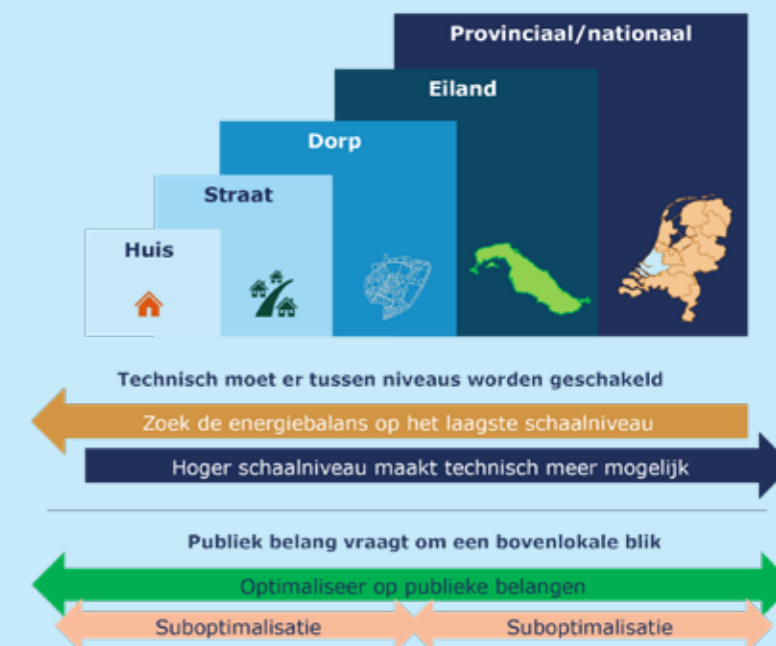 Provinciaal/nationaal
Eiland
Dorp
Straat
Huis
Technisch moet er tussen niveaus worden geschakeld
Zoek de energiebalans op het laagste schaalniveau
Hoger schaalniveau maakt technisch meer mogelijk
Publiek belang vraagt om een bovenlokale blik
Optimaliseer op publieke belangen
Suboptimalisatie
Suboptimalisatie